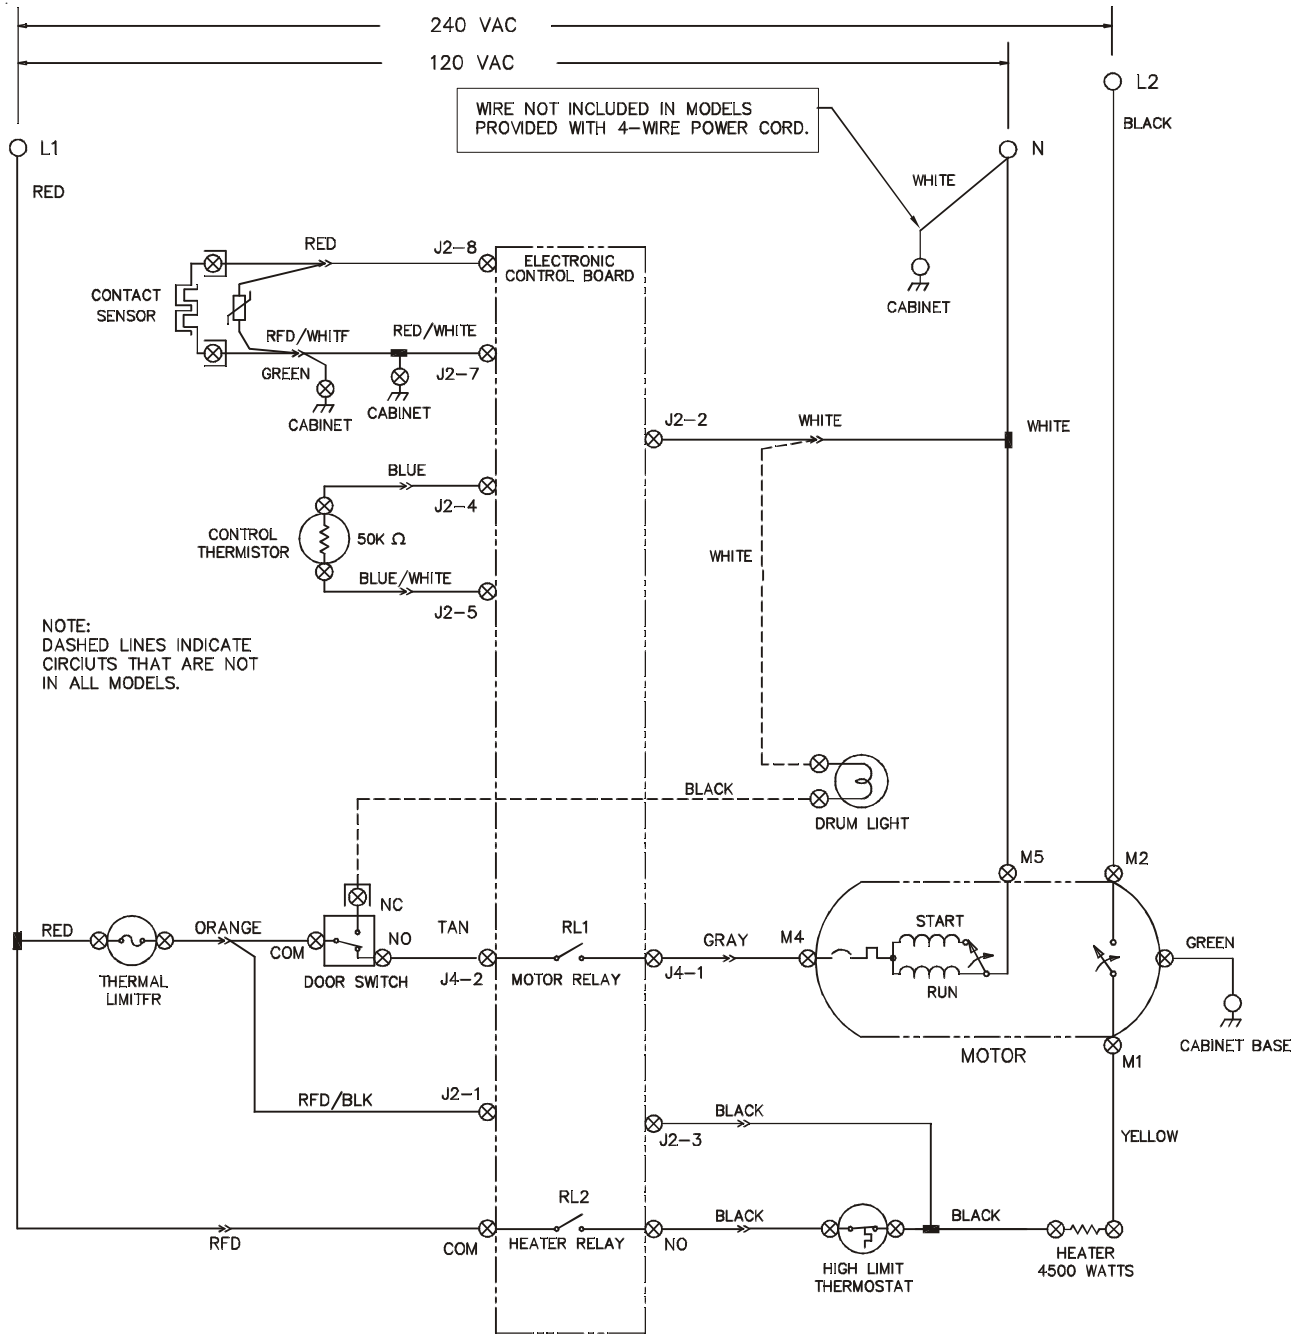 240 VAC
120 VAC
L2
WIRE NOT INCLUDED IN MODELS
PROVIDED WITH 4-WIRE POWER CORD.
BLACK
L1
N
RED
WHITE
RED
J2-8
ELECTRONIC
CONTROL BOARD
CONTACT
SENSOR
CABINET
RFD/WHITF
RED/WHITE
GREEN
J2-7
CABINET
CABINET
J2-2
WHITE
WHITE
BLUE
J2-4
CONTROL
THERMISTOR
50K Ω
WHITE
BLUE/WHITE
J2-5
NOTE:
DASHED LINES INDICATE
CIRCIUTS THAT ARE NOT
IN ALL MODELS.
BLACK
DRUM LIGHT
M5
M2
NC
RED
ORANGE
COM
NO
TAN
RL1
GRAY
M4
START
GREEN
THERMAL
LIMITFR
DOOR SWITCH
J4-2
MOTOR RELAY
J4-1
RUN
MOTOR
CABINET BASE
M1
RFD/BLK
J2-1
BLACK
J2-3
YELLOW
RL2
BLACK
BLACK
RFD
COM
HEATER RELAY
NO
HIGH LIMIT
THERMOSTAT
HEATER
4500 WATTS